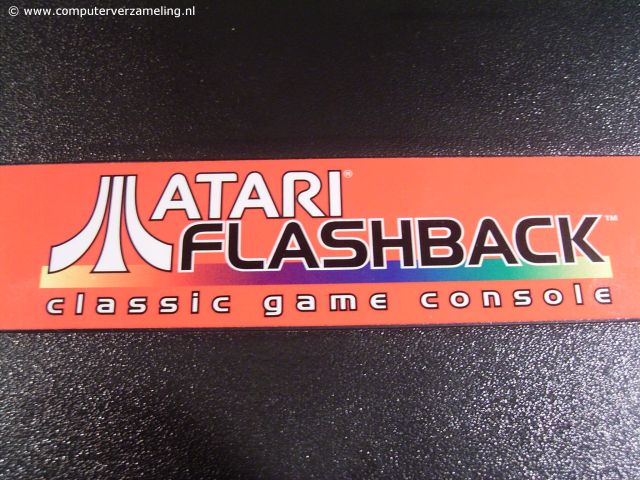 © www.computerverzameling.nl
ATARI®
FLASHBACK™
classic game console